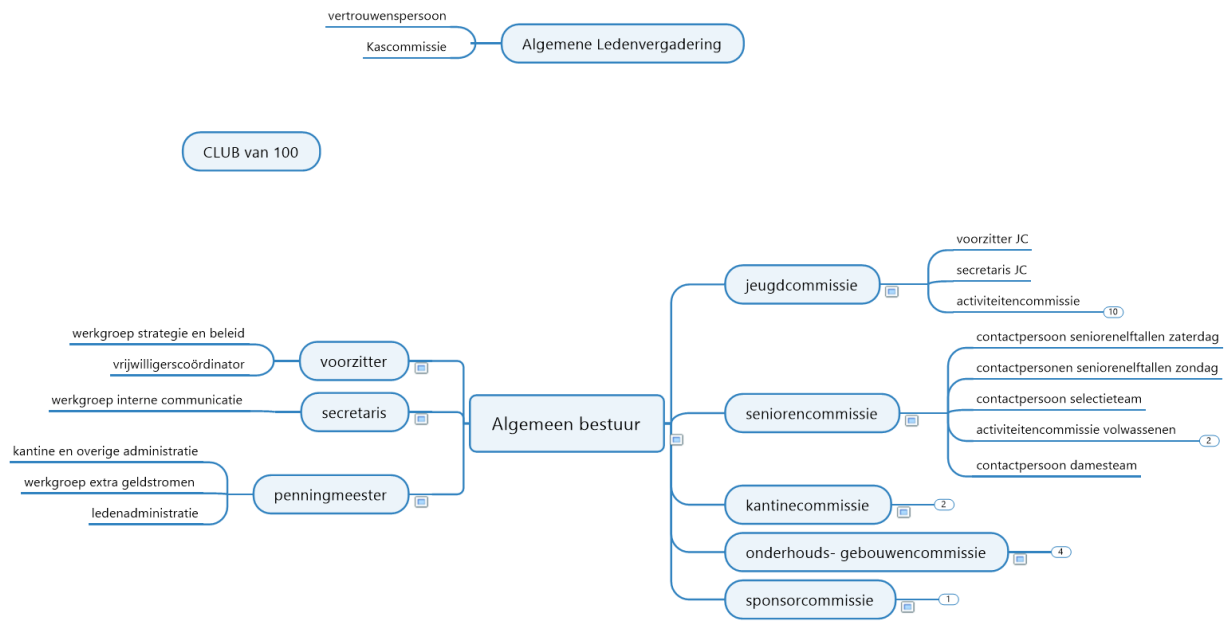 vertrouwenspersoon
Kascommissie
Algemene Ledenvergadering
CLUB van 100
voorzitter JC
secretaris JC
activiteitencommissie
10
jeugdcommissie
werkgroep strategie en beleid
vrijwilligerscoördinator
voorzitter
werkgroep interne communicatie
secretaris
kantine en overige administratie
werkgroep extra geldstromen
ledenadministratie
penningmeester
Algemeen bestuur
contactpersoon seniorenelftallen zaterdag
contactpersonen seniorenelftallen zondag
contactpersoon selectieteam
activiteitencommissie volwassenen
2
contactpersoon damesteam
seniorencommissie
kantinecommissie
2
onderhouds- gebouwencommissie
4
sponsorcommissie
1